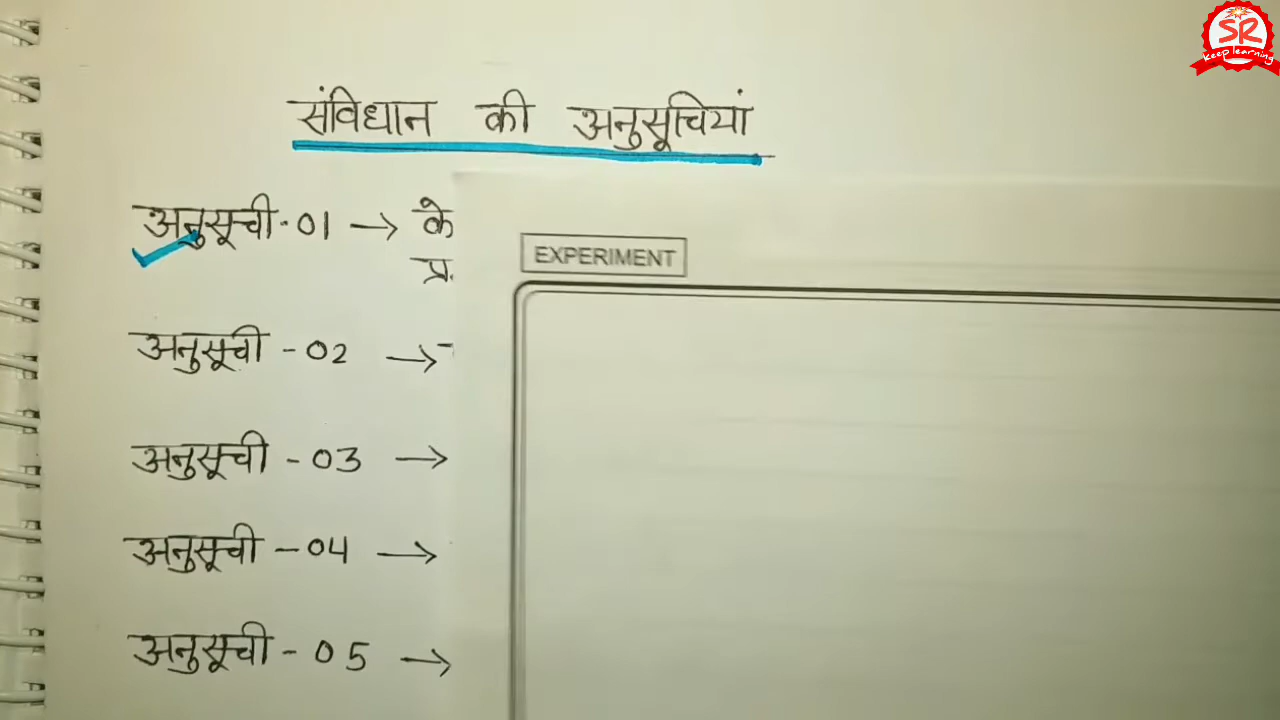 SR
keep learning
संविधान की अनुसूचियां
अनुसूची-01 → के
प्र
EXPERIMENT
अनुसूची - 02 →
अनुसूची - 03 →
अनुसूची - 04 →
अनुसूची - 05 →